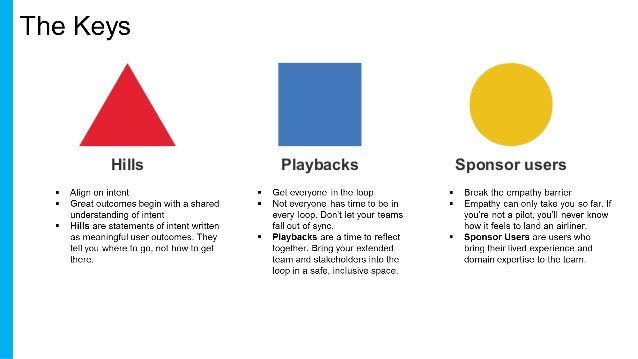 The Keys
Hills
▪ Align on intent
▪ Great outcomes begin with a shared
understanding of intent
▪ Hills are statements of intent written
as meaningful user outcomes. They
tell you where to go, not how to get
there.
Playbacks
▪ Get everyone in the loop
▪ Not everyone has time to be in
every loop. Don’t let your teams
fall out of sync.
▪ Playbacks are a time to reflect
together. Bring your extended
team and stakeholders into the
loop in a safe, inclusive space.
Sponsor users
▪ Break the empathy barrier
▪ Empathy can only take you so far. If
you’re not a pilot, you’ll never know
how it feels to land an airliner.
▪ Sponsor Users are users who
bring their lived experience and
domain expertise to the team.